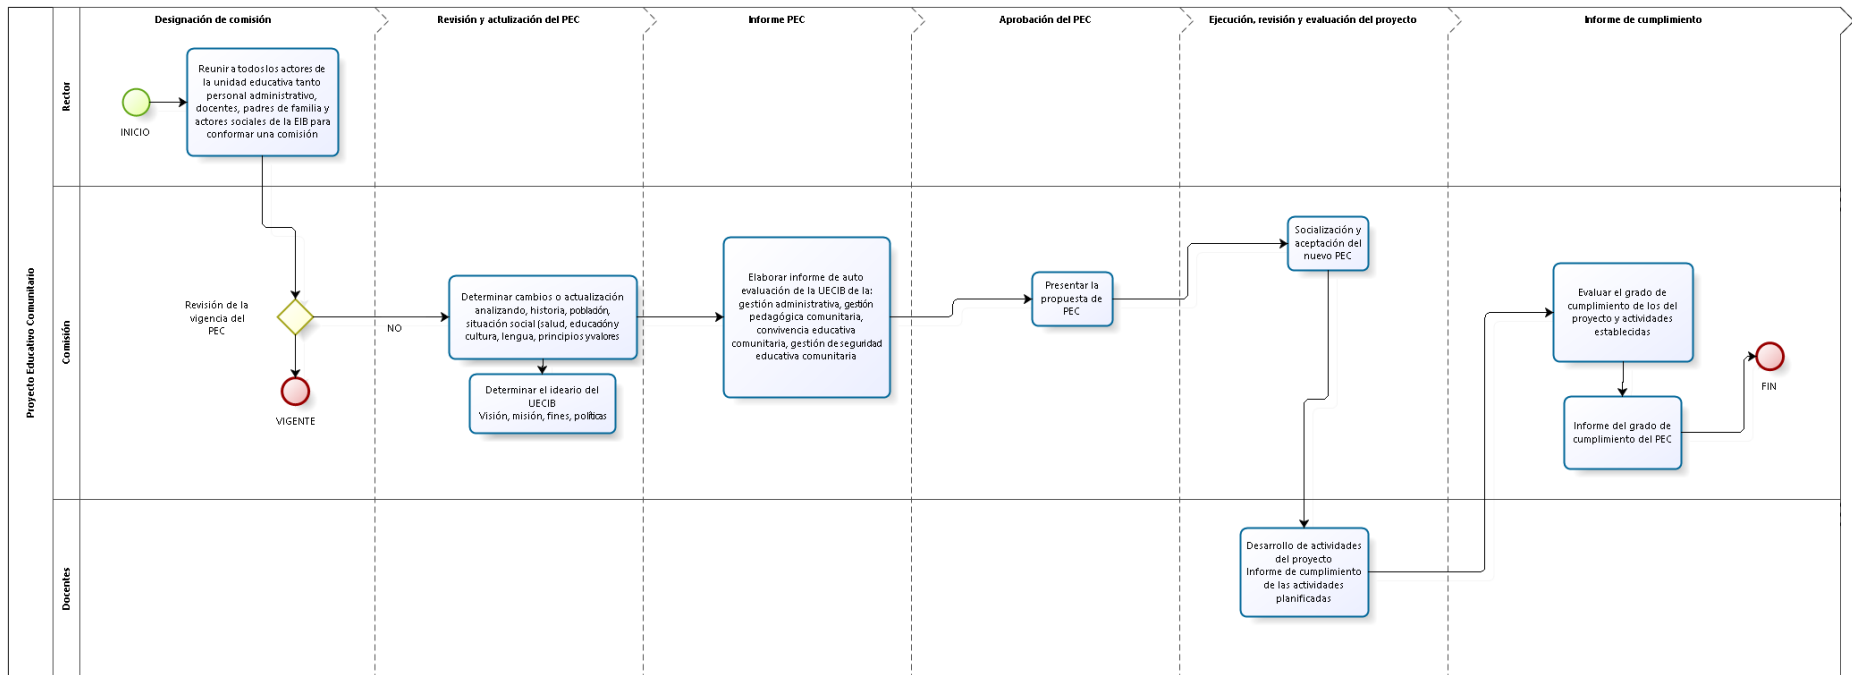 Designación de comisión
Revisión y actulización del PEC
Informe PEC
Aprobación del PEC
Ejecución, revisión y evaluación del proyecto
Informe de cumplimiento
Proyecto Educativo Comunitario
Rector
INICIO
Reunir a todos los actores de
la unidad educativa tanto
personal administrativo,
docentes, padres de familia y
actores sociales de la EIB para
conformar una comisión
Comisión
Revisión de la
vigencia del
PEC
NO
VIGENTE
Determinar cambios o actualización
analizando, historia, población,
situación social (salud, educación y
cultura, lengua, principios y valores
Determinar el ideario del
UECIB
Visión, misión, fines, políticas
Elaborar informe de auto
evaluación de la UECIB de la:
gestión administrativa, gestión
pedagógica comunitaria,
convivencia educativa
comunitaria, gestión de seguridad
educativa comunitaria
Presentar la
propuesta de
PEC
Socialización y
aceptación del
nuevo PEC
Evaluar el grado de
cumplimiento de los del
proyecto y actividades
establecidas
Informe del grado de
cumplimiento del PEC
FIN
Docentes
Desarrollo de actividades
del proyecto
Informe de cumplimiento
de las actividades
planificadas